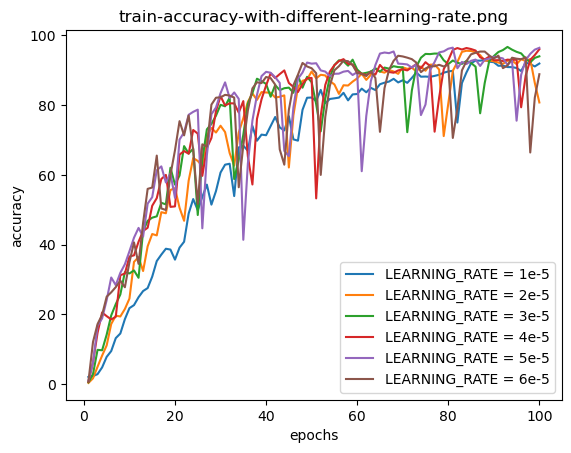 train-accuracy-with-different-learning-rate.png
100
80
60
40
20
0
accuracy
0 20 40 60 80 100
epochs
LEARNING_RATE = 1e-5
LEARNING_RATE = 2e-5
LEARNING_RATE = 3e-5
LEARNING_RATE = 4e-5
LEARNING_RATE = 5e-5
LEARNING_RATE = 6e-5